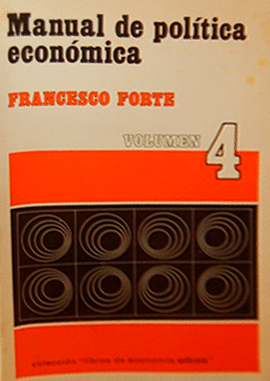 Manual de política
económica
FRANCESCO FORTE
VOLUMEN 4
colección "libros de economía oikos"